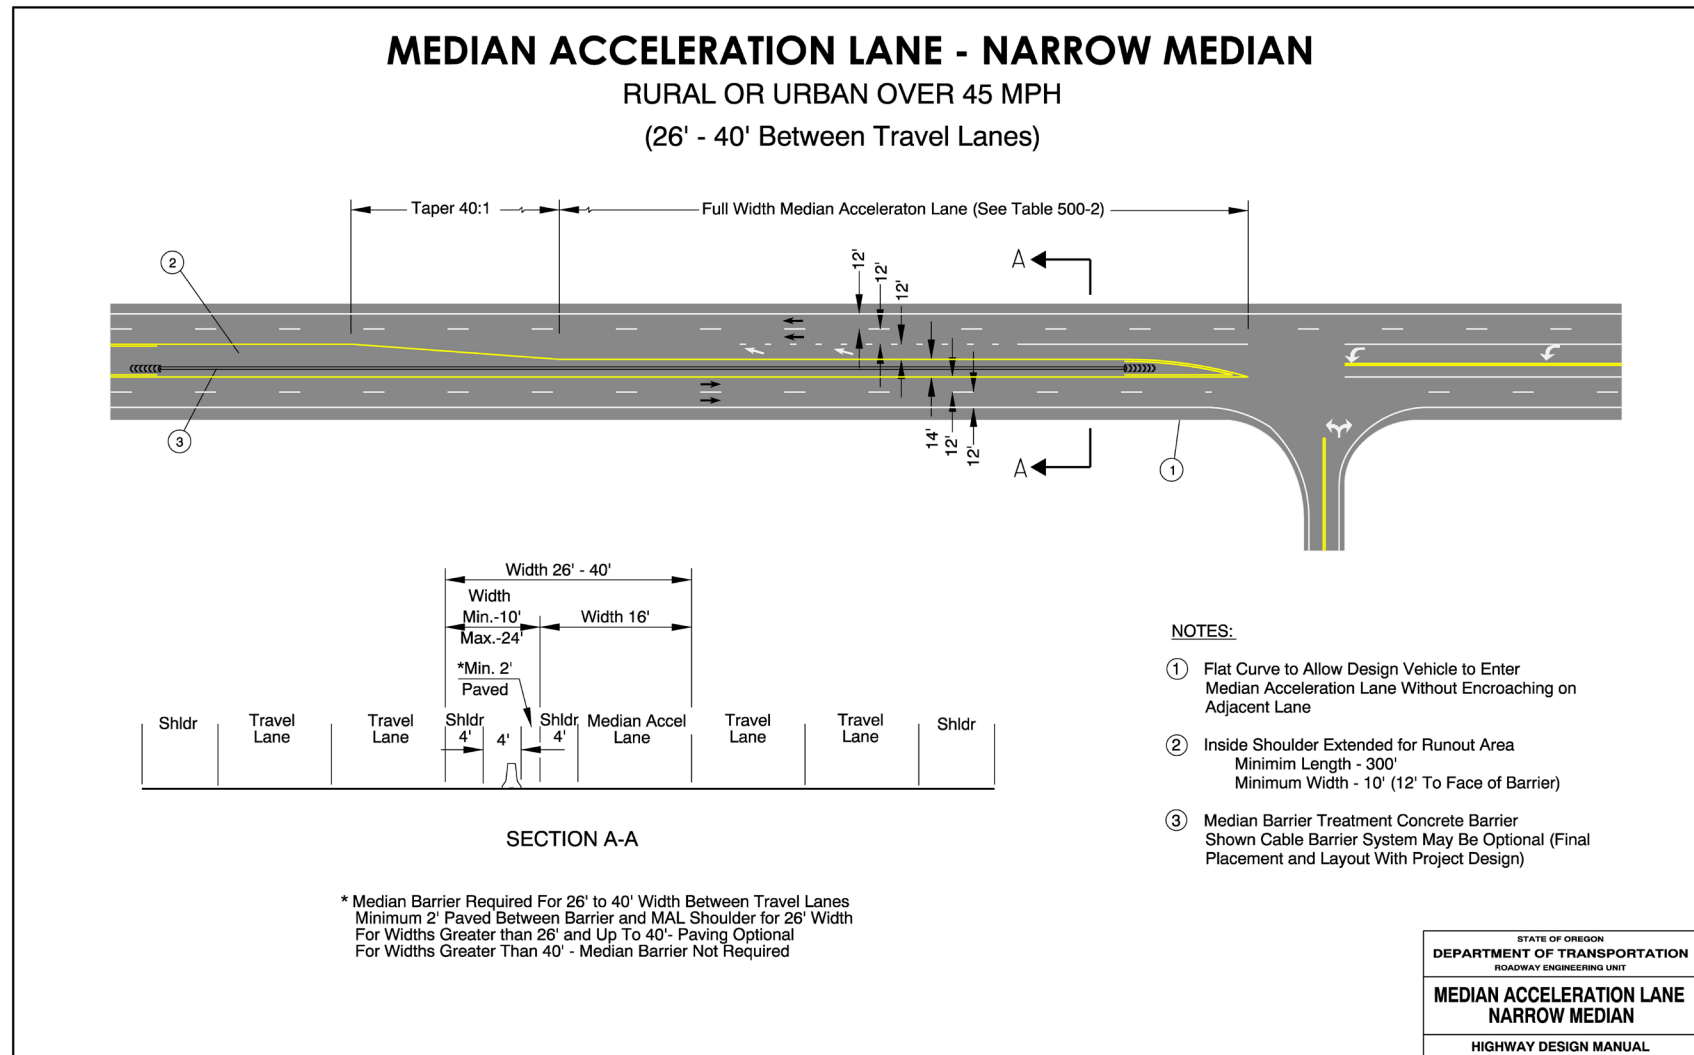 MEDIAN ACCELERATION LANE - NARROW MEDIAN
RURAL OR URBAN OVER 45 MPH
(26' - 40' Between Travel Lanes)
Taper 40:1
Full Width Median Acceleraton Lane (See Table 500-2)
2
12'
12'
12'
A
3
14'
12'
12'
A
1
Width 26' - 40'
Width
Min.-10'
Max.-24'
Width 16'
*Min. 2'
Paved
Shldr
Travel
Lane
Travel
Lane
Shldr
4'
4'
Shldr
4'
Median Accel
Lane
Travel
Lane
Travel
Lane
Shldr
SECTION A-A
* Median Barrier Required For 26' to 40' Width Between Travel Lanes
Minimum 2' Paved Between Barrier and MAL Shoulder for 26' Width
For Widths Greater than 26' and Up To 40'- Paving Optional
For Widths Greater Than 40' - Median Barrier Not Required
NOTES:
1 Flat Curve to Allow Design Vehicle to Enter
Median Acceleration Lane Without Encroaching on
Adjacent Lane
2 Inside Shoulder Extended for Runout Area
Minimim Length - 300'
Minimum Width - 10' (12' To Face of Barrier)
3 Median Barrier Treatment Concrete Barrier
Shown Cable Barrier System May Be Optional (Final
Placement and Layout With Project Design)
STATE OF OREGON
DEPARTMENT OF TRANSPORTATION
ROADWAY ENGINEERING UNIT
MEDIAN ACCELERATION LANE
NARROW MEDIAN
HIGHWAY DESIGN MANUAL